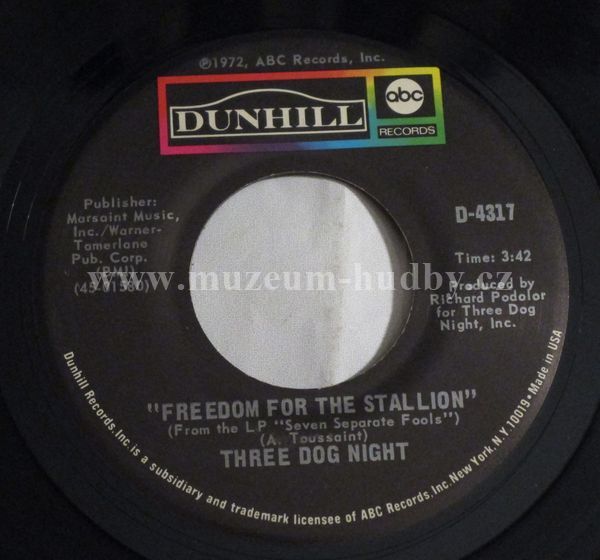 ℗1972, ABC Records, Inc.
DUNHILL
abc
RECORDS
Publisher:
Marsaint Music,
Inc./Warner-
Tamerlane
Pub. Corp.
(BMI)
D-4317
Time: 3:42
Produced by
Richard Podolor
for Three Dog
Night, Inc.
www.muzeum-hudby.cz
"FREEDOM FOR THE STALLION"
(From the LP "Seven Separate Fools")
(A. Toussaint)
THREE DOG NIGHT
Dunhill Records, Inc. is a subsidiary and trademark licensee of ABC Records, Inc. New York, N.Y. 10019 • Made in USA